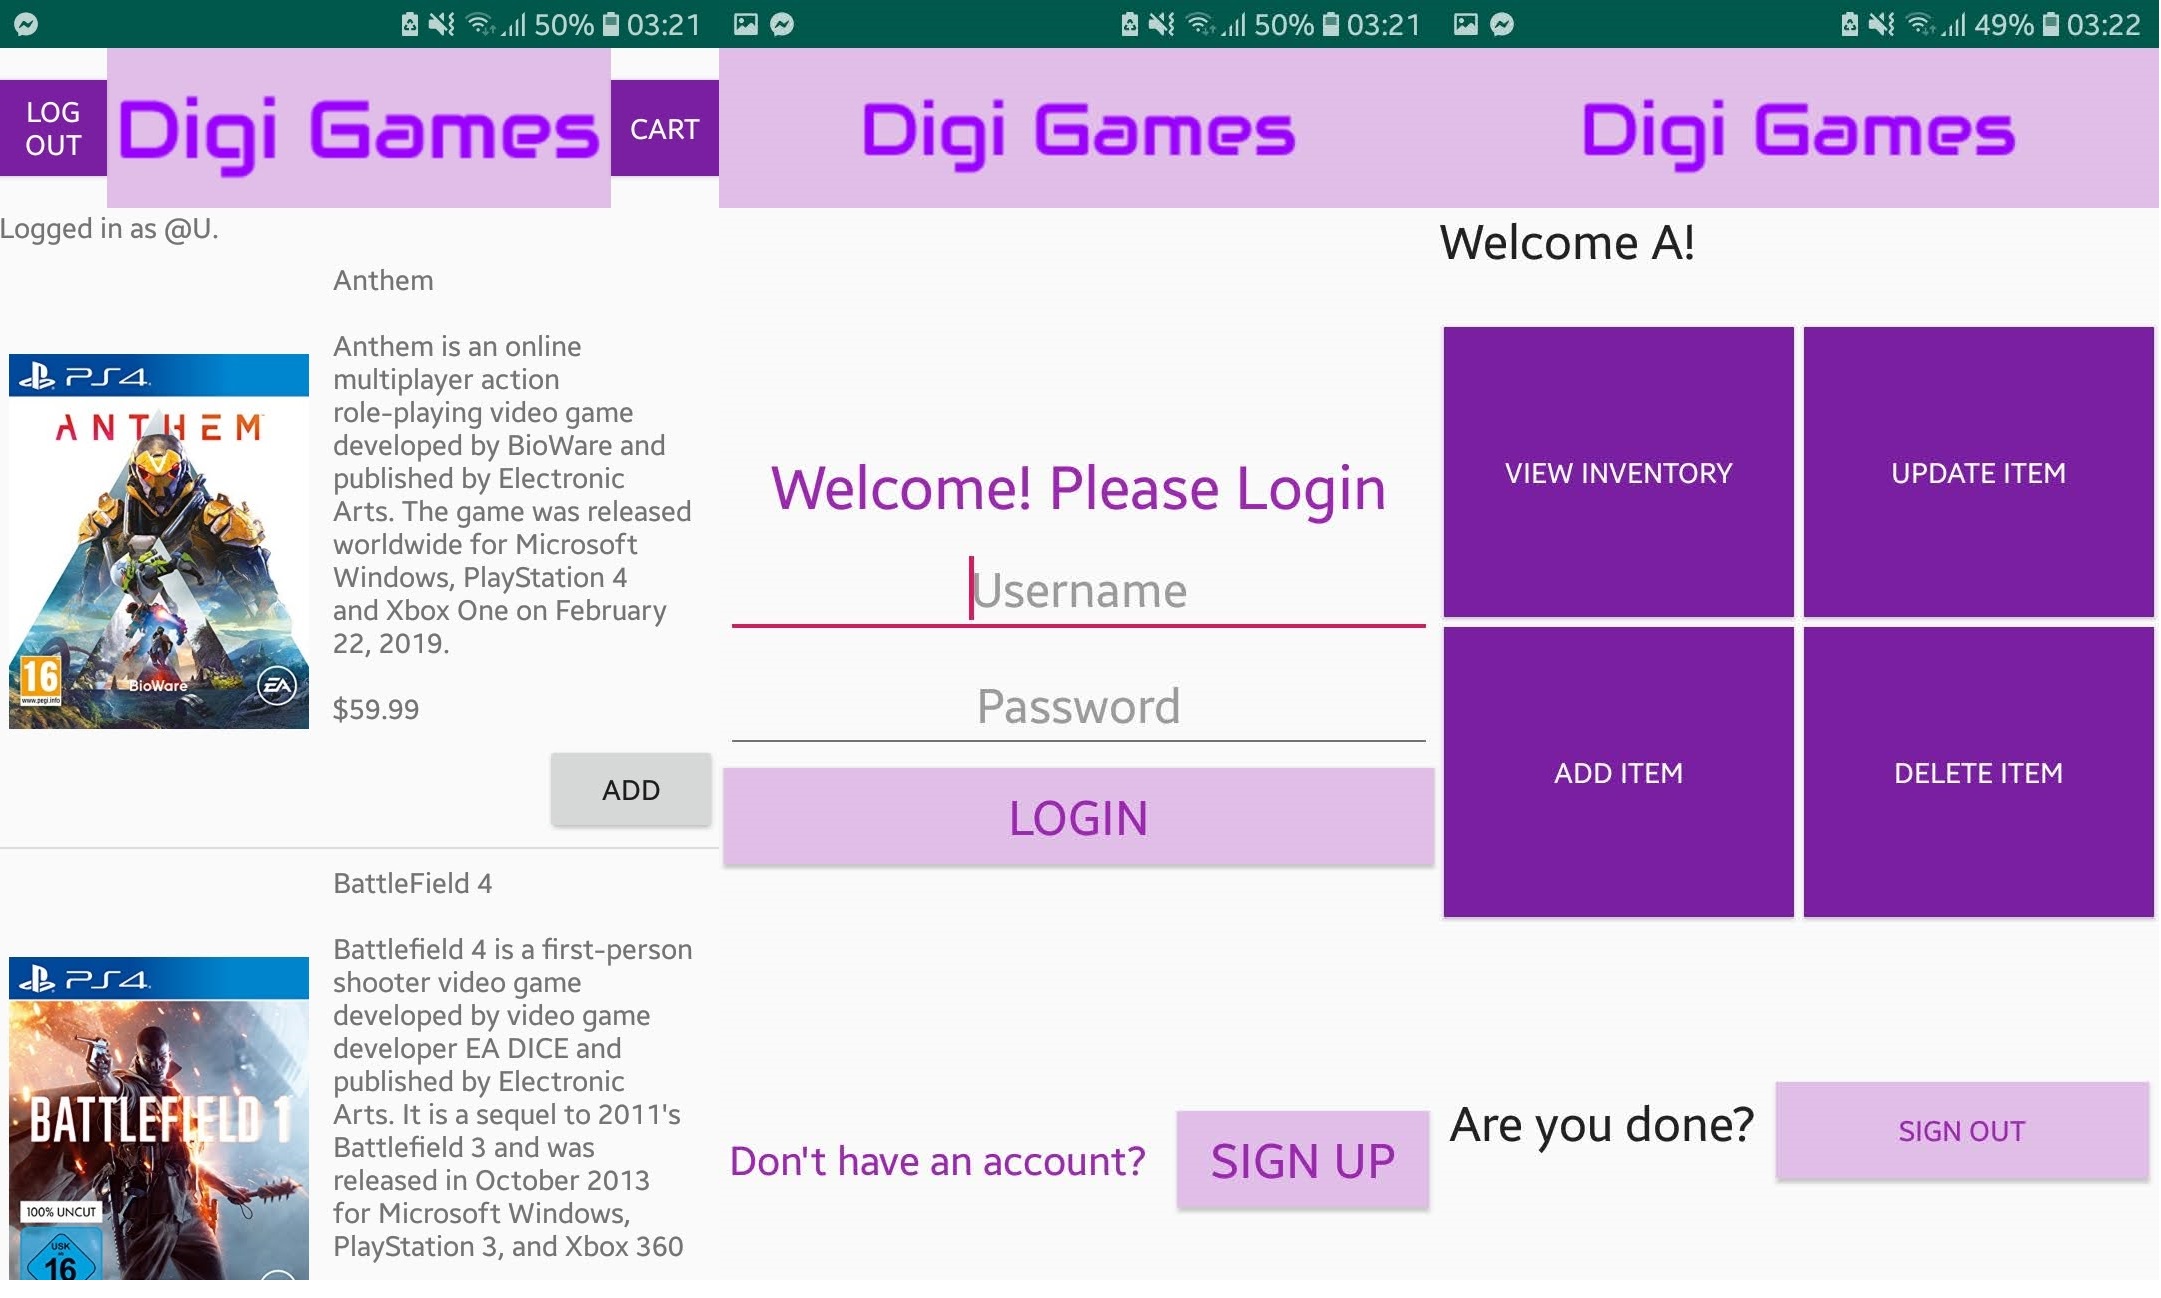 50% 03:21
LOG
OUT
Digi Games
CART
Logged in as @U.
Anthem
Anthem is an online
multiplayer action
role-playing video game
developed by BioWare and
published by Electronic
Arts. The game was released
worldwide for Microsoft
Windows, PlayStation 4
and Xbox One on February
22, 2019.
$59.99
PS4
ANTHEM
16
www.pegi.info
BioWare
EA
ADD
BattleField 4
Battlefield 4 is a first-person
shooter video game
developed by video game
developer EA DICE and
published by Electronic
Arts. It is a sequel to 2011's
Battlefield 3 and was
released in October 2013
for Microsoft Windows,
PlayStation 3, and Xbox 360
PS4
BATTLEFIELD 1
100% UNCUT
USK
16
50% 03:21
Digi Games
Welcome! Please Login
Username
Password
LOGIN
Don't have an account?
SIGN UP
49% 03:22
Digi Games
Welcome A!
VIEW INVENTORY
UPDATE ITEM
ADD ITEM
DELETE ITEM
Are you done?
SIGN OUT